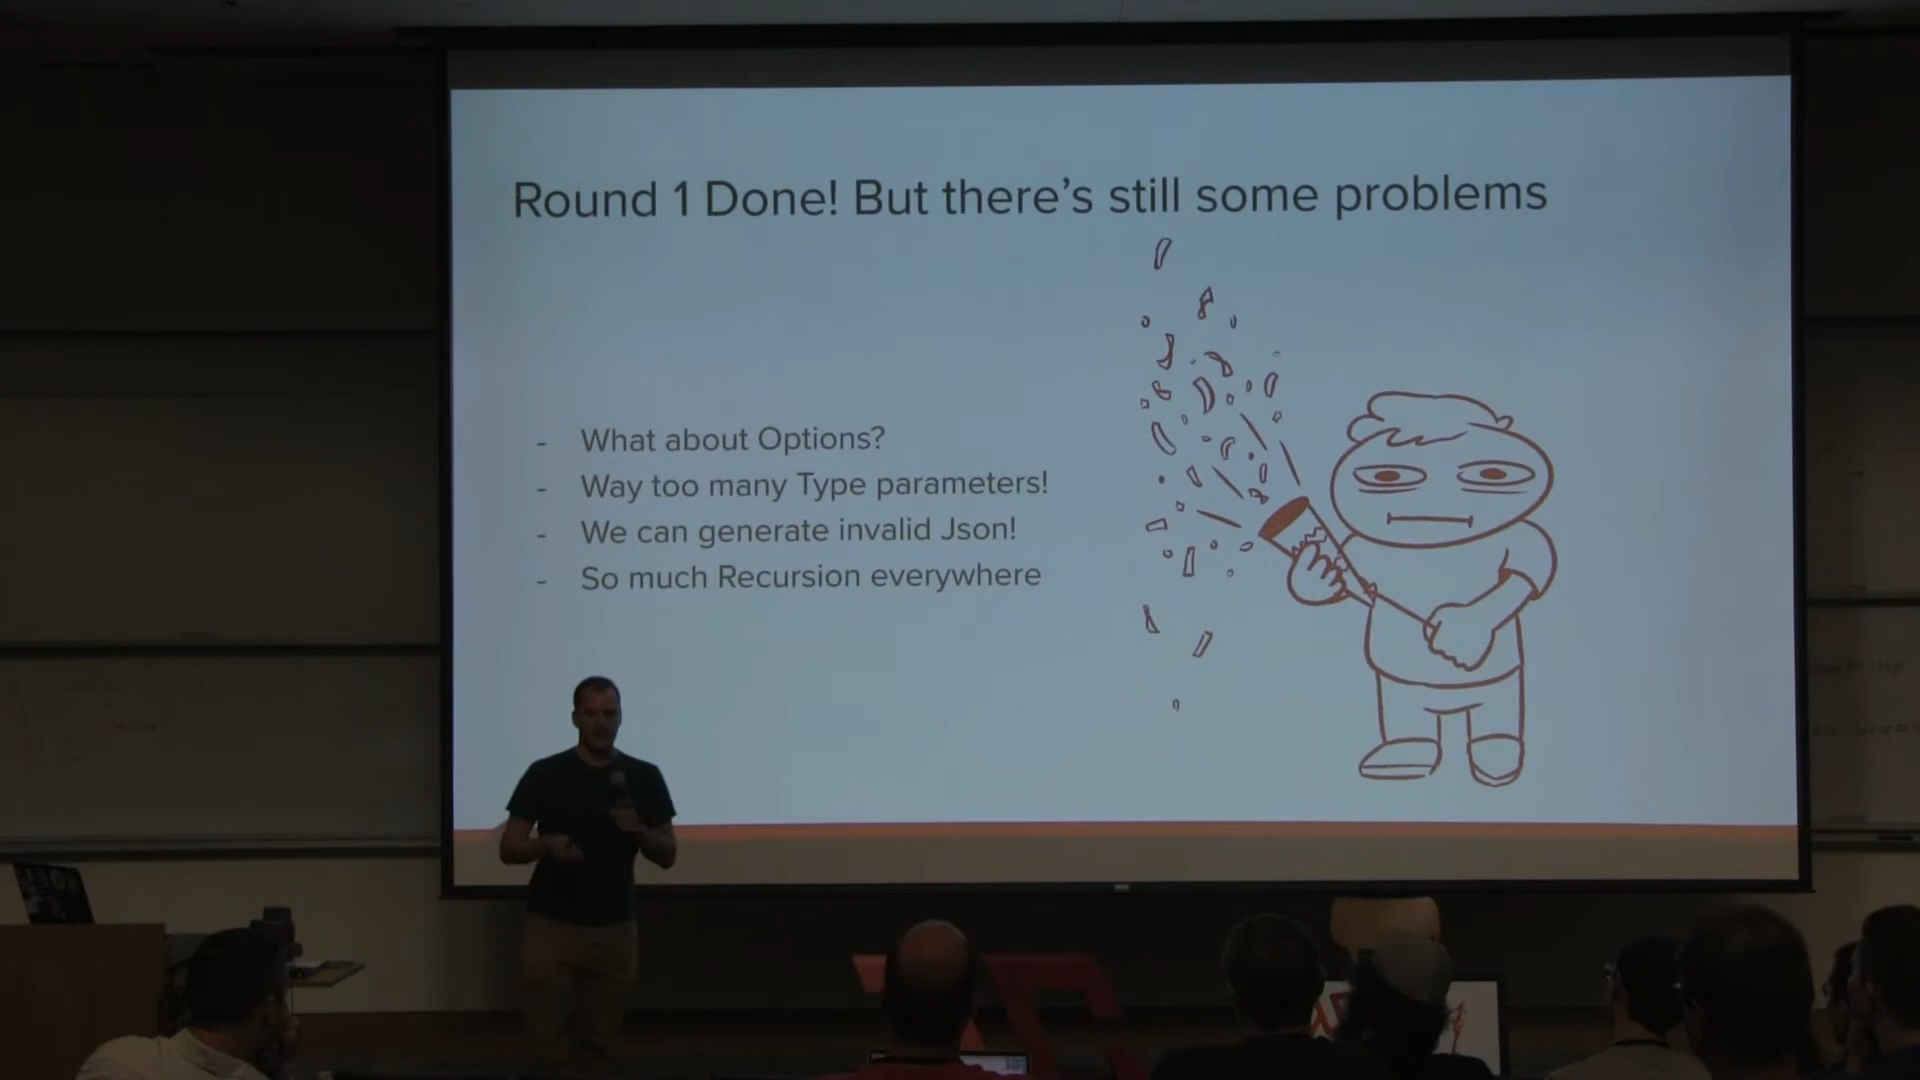 Round 1 Done! But there's still some problems
- What about Options?
- Way too many Type parameters!
- We can generate invalid Json!
- So much Recursion everywhere